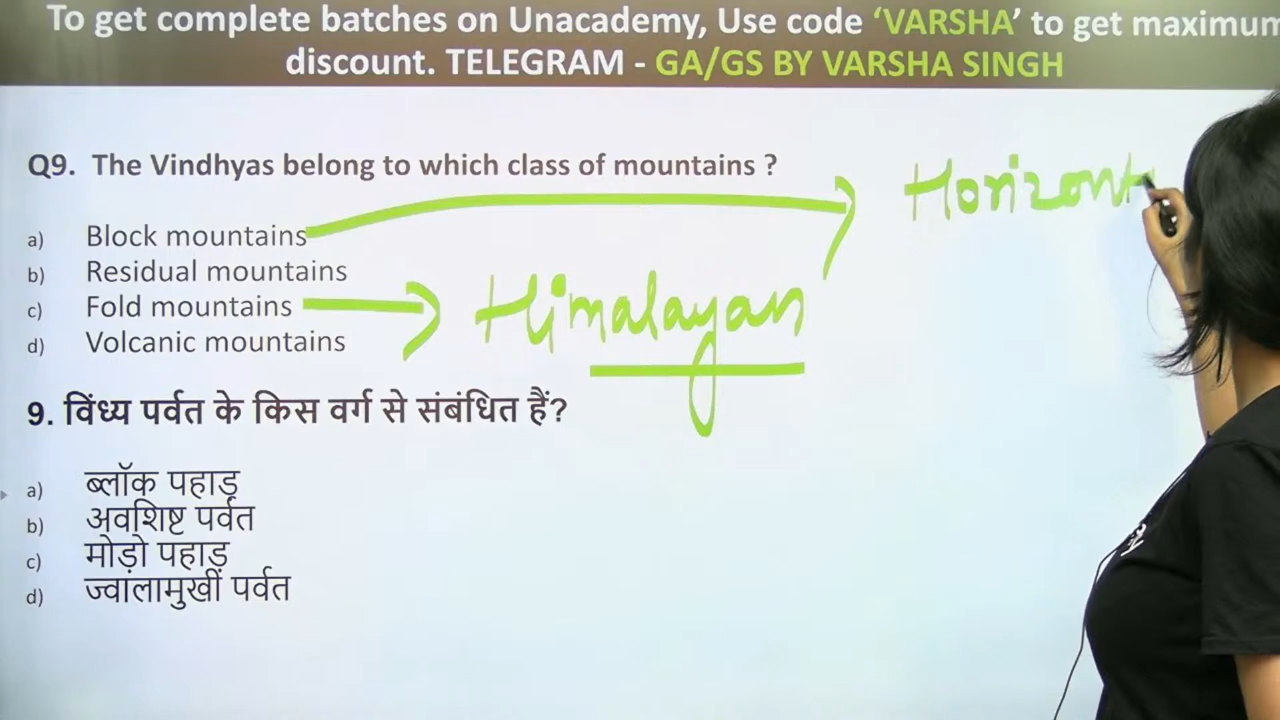 To get complete batches on Unacademy, Use code ‘VARSHA’ to get maximum
discount. TELEGRAM - GA/GS BY VARSHA SINGH
Q9. The Vindhyas belong to which class of mountains ?
a) Block mountains
b) Residual mountains
c) Fold mountains
d) Volcanic mountains
Horizont
Himalayan
9. विंध्य पर्वत के किस वर्ग से संबंधित हैं?
a) ब्लॉक पहाड़
b) अवशिष्ट पर्वत
c) मोड़ो पहाड़
d) ज्वालामुखी पर्वत